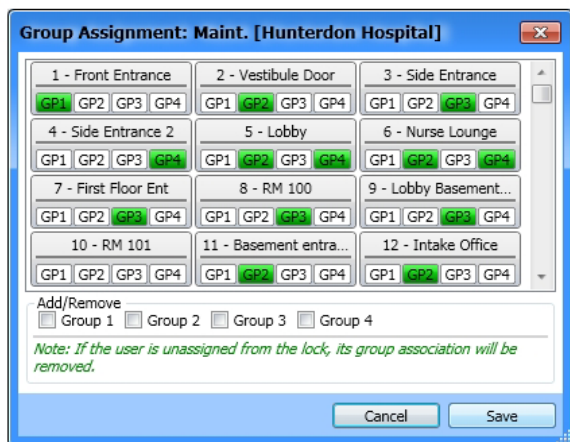 Group Assignment: Maint. [Hunterdon Hospital]
1 - Front Entrance 2 - Vestibule Door 3 - Side Entrance
GP1 GP2 GP3 GP4 GP1 GP2 GP3 GP4 GP1 GP2 GP3 GP4
4 - Side Entrance 2 5 - Lobby 6 - Nurse Lounge
GP1 GP2 GP3 GP4 GP1 GP2 GP3 GP4 GP1 GP2 GP3 GP4
7 - First Floor Ent 8 - RM 100 9 - Lobby Basement...
GP1 GP2 GP3 GP4 GP1 GP2 GP3 GP4 GP1 GP2 GP3 GP4
10 - RM 101 11 - Basement entra... 12 - Intake Office
GP1 GP2 GP3 GP4 GP1 GP2 GP3 GP4 GP1 GP2 GP3 GP4
Add/Remove
Group 1 Group 2 Group 3 Group 4
Note: If the user is unassigned from the lock, its group association will be
removed.
Cancel Save